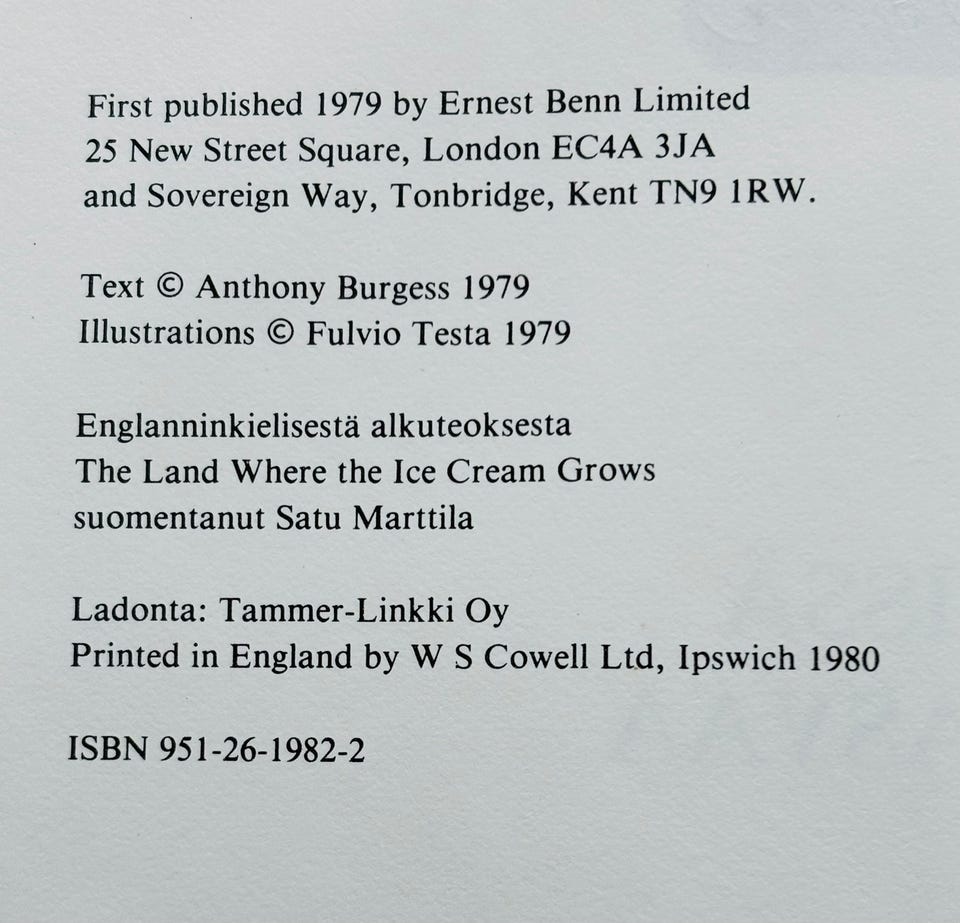 First published 1979 by Ernest Benn Limited
25 New Street Square, London EC4A 3JA
and Sovereign Way, Tonbridge, Kent TN9 1RW.
Text © Anthony Burgess 1979
Illustrations © Fulvio Testa 1979
Englanninkielisestä alkuteoksesta
The Land Where the Ice Cream Grows
suomentanut Satu Marttila
Ladonta: Tammer-Linkki Oy
Printed in England by W S Cowell Ltd, Ipswich 1980
ISBN 951-26-1982-2